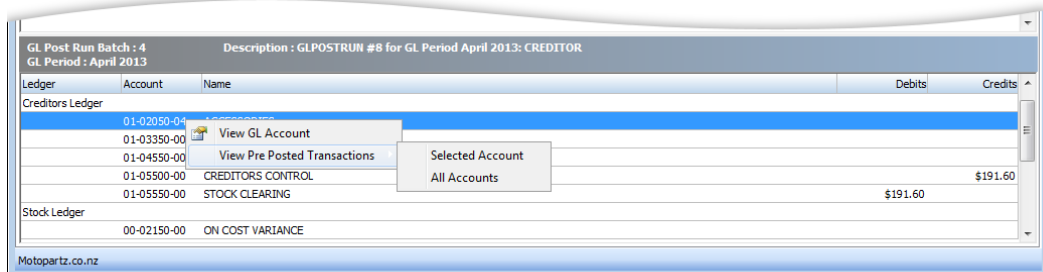 GL Post Run Batch : 4 Description : GLPOSTRUN #8 for GL Period April 2013: CREDITOR
GL Period : April 2013
Ledger Account Name Debits Credits
Creditors Ledger
01-02050-04 ACCESSORIES
01-03350-00 View GL Account
01-04550-00 View Pre Posted Transactions Selected Account
All Accounts
01-05500-00 CREDITORS CONTROL $191.60
01-05550-00 STOCK CLEARING $191.60
Stock Ledger
00-02150-00 ON COST VARIANCE
Motopartz.co.nz